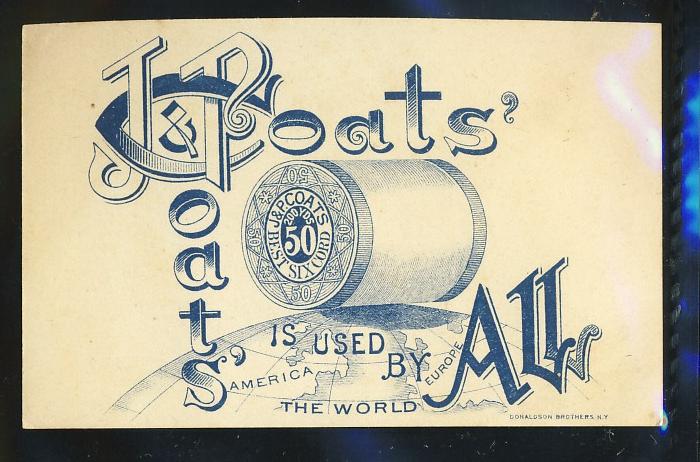 J & P Coats'
oats'
50
J & P. COATS
200 YDS
50
BEST SIX CORD
50
50
50
IS USED BY ALL
AMERICA
EUROPE
THE WORLD
DONALDSON BROTHERS, N.Y